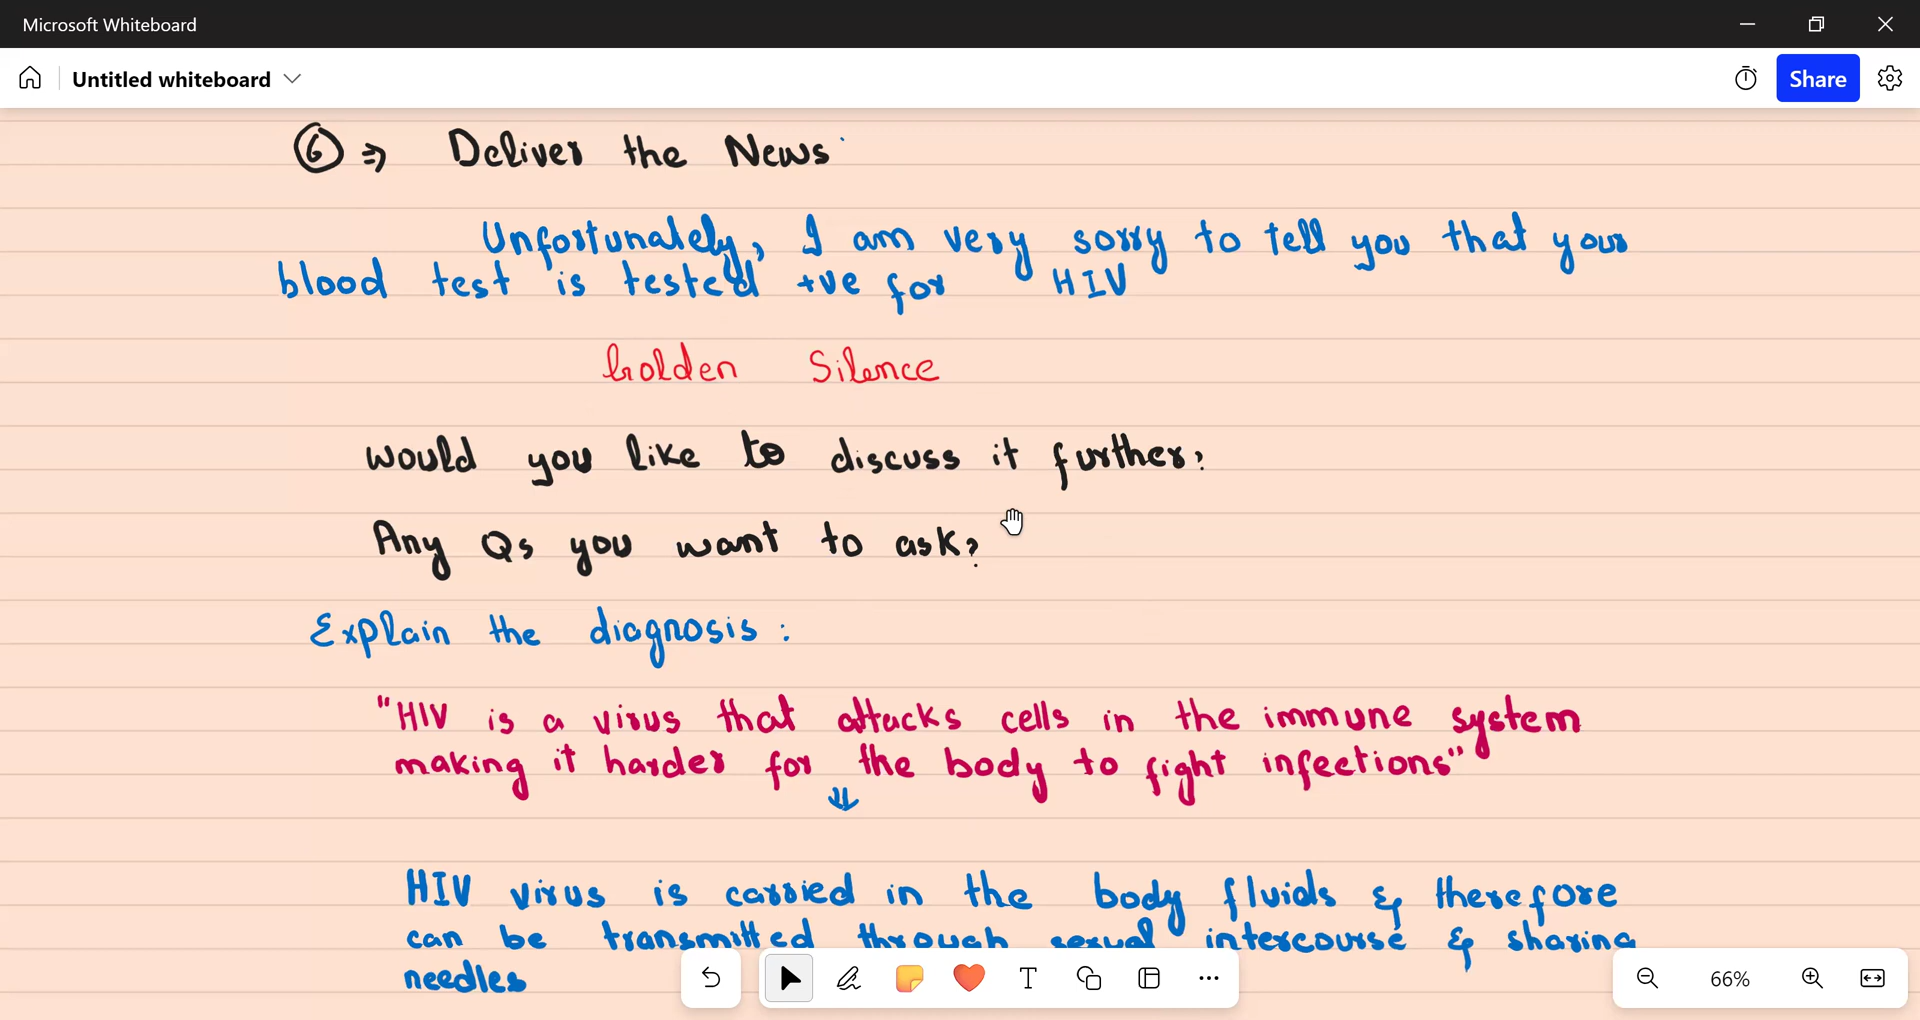 Microsoft Whiteboard
Untitled whiteboard
Share
⑥ ⇒ Deliver the News
Unfortunately, I am very sorry to tell you that your
blood test is tested +ve for HIV
Golden Silence
would you like to discuss it further?
Any Qs you want to ask?
Explain the diagnosis :
"HIV is a virus that attacks cells in the immune system
making it harder for the body to fight infections"
⇓
HIV virus is carried in the body fluids & therefore
can be transmitted through sexual intercourse & sharing
needles
66%